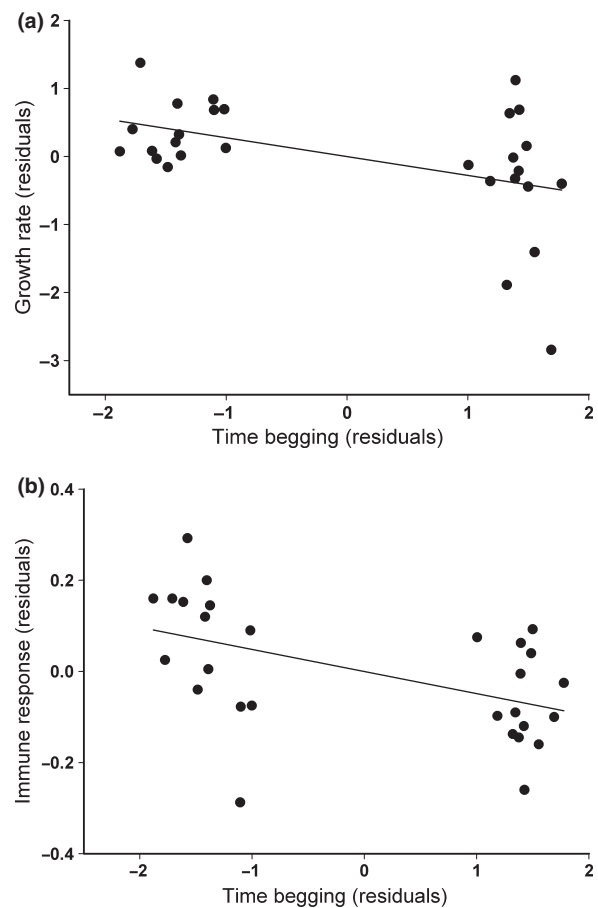 (a)
2
1
0
–1
–2
–3
Growth rate (residuals)
–2 –1 0 1 2
Time begging (residuals)
(b)
0.4
0.2
0.0
–0.2
–0.4
Immune response (residuals)
–2 –1 0 1 2
Time begging (residuals)